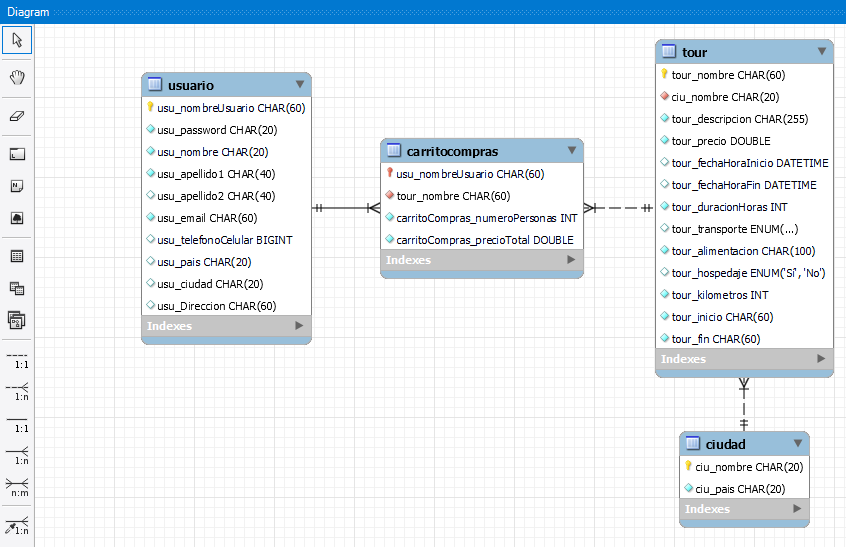 Diagram
usuario
usu_nombreUsuario CHAR(60)
usu_password CHAR(20)
usu_nombre CHAR(20)
usu_apellido1 CHAR(40)
usu_apellido2 CHAR(40)
usu_email CHAR(60)
usu_telefonoCelular BIGINT
usu_pais CHAR(20)
usu_ciudad CHAR(20)
usu_Direccion CHAR(60)
Indexes
carritocompras
usu_nombreUsuario CHAR(60)
tour_nombre CHAR(60)
carritoCompras_numeroPersonas INT
carritoCompras_precioTotal DOUBLE
Indexes
tour
tour_nombre CHAR(60)
ciu_nombre CHAR(20)
tour_descripcion CHAR(255)
tour_precio DOUBLE
tour_fechaHoraInicio DATETIME
tour_fechaHoraFin DATETIME
tour_duracionHoras INT
tour_transporte ENUM(...)
tour_alimentacion CHAR(100)
tour_hospedaje ENUM('Sí', 'No')
tour_kilometros INT
tour_inicio CHAR(60)
tour_fin CHAR(60)
Indexes
ciudad
ciu_nombre CHAR(20)
ciu_pais CHAR(20)
Indexes
1:1
1:n
1:1
1:n
n:m
1:n